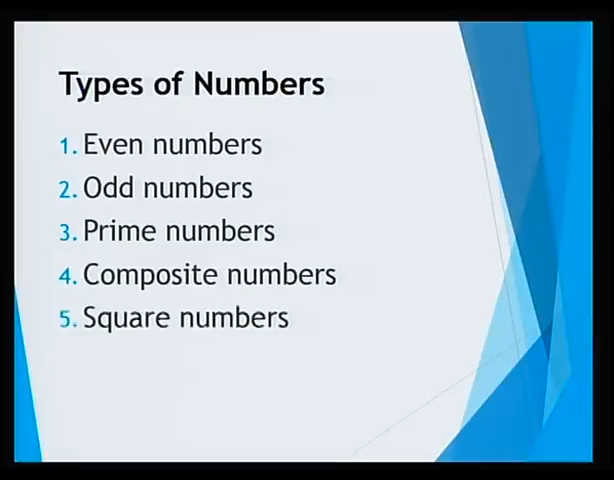 Types of Numbers
1. Even numbers
2. Odd numbers
3. Prime numbers
4. Composite numbers
5. Square numbers